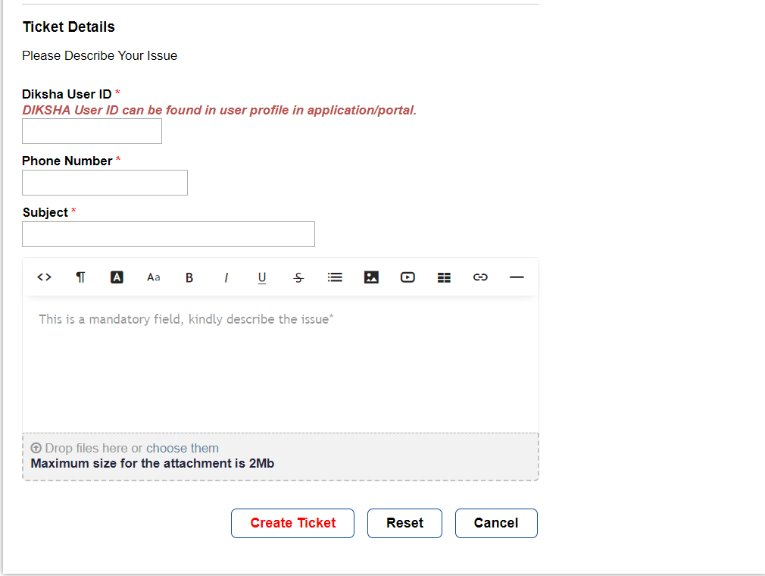 Ticket Details
Please Describe Your Issue
Diksha User ID *
DIKSHA User ID can be found in user profile in application/portal.
Phone Number *
Subject *
<> ¶ A Aa B I U S
This is a mandatory field, kindly describe the issue*
Drop files here or choose them
Maximum size for the attachment is 2Mb
Create Ticket Reset Cancel